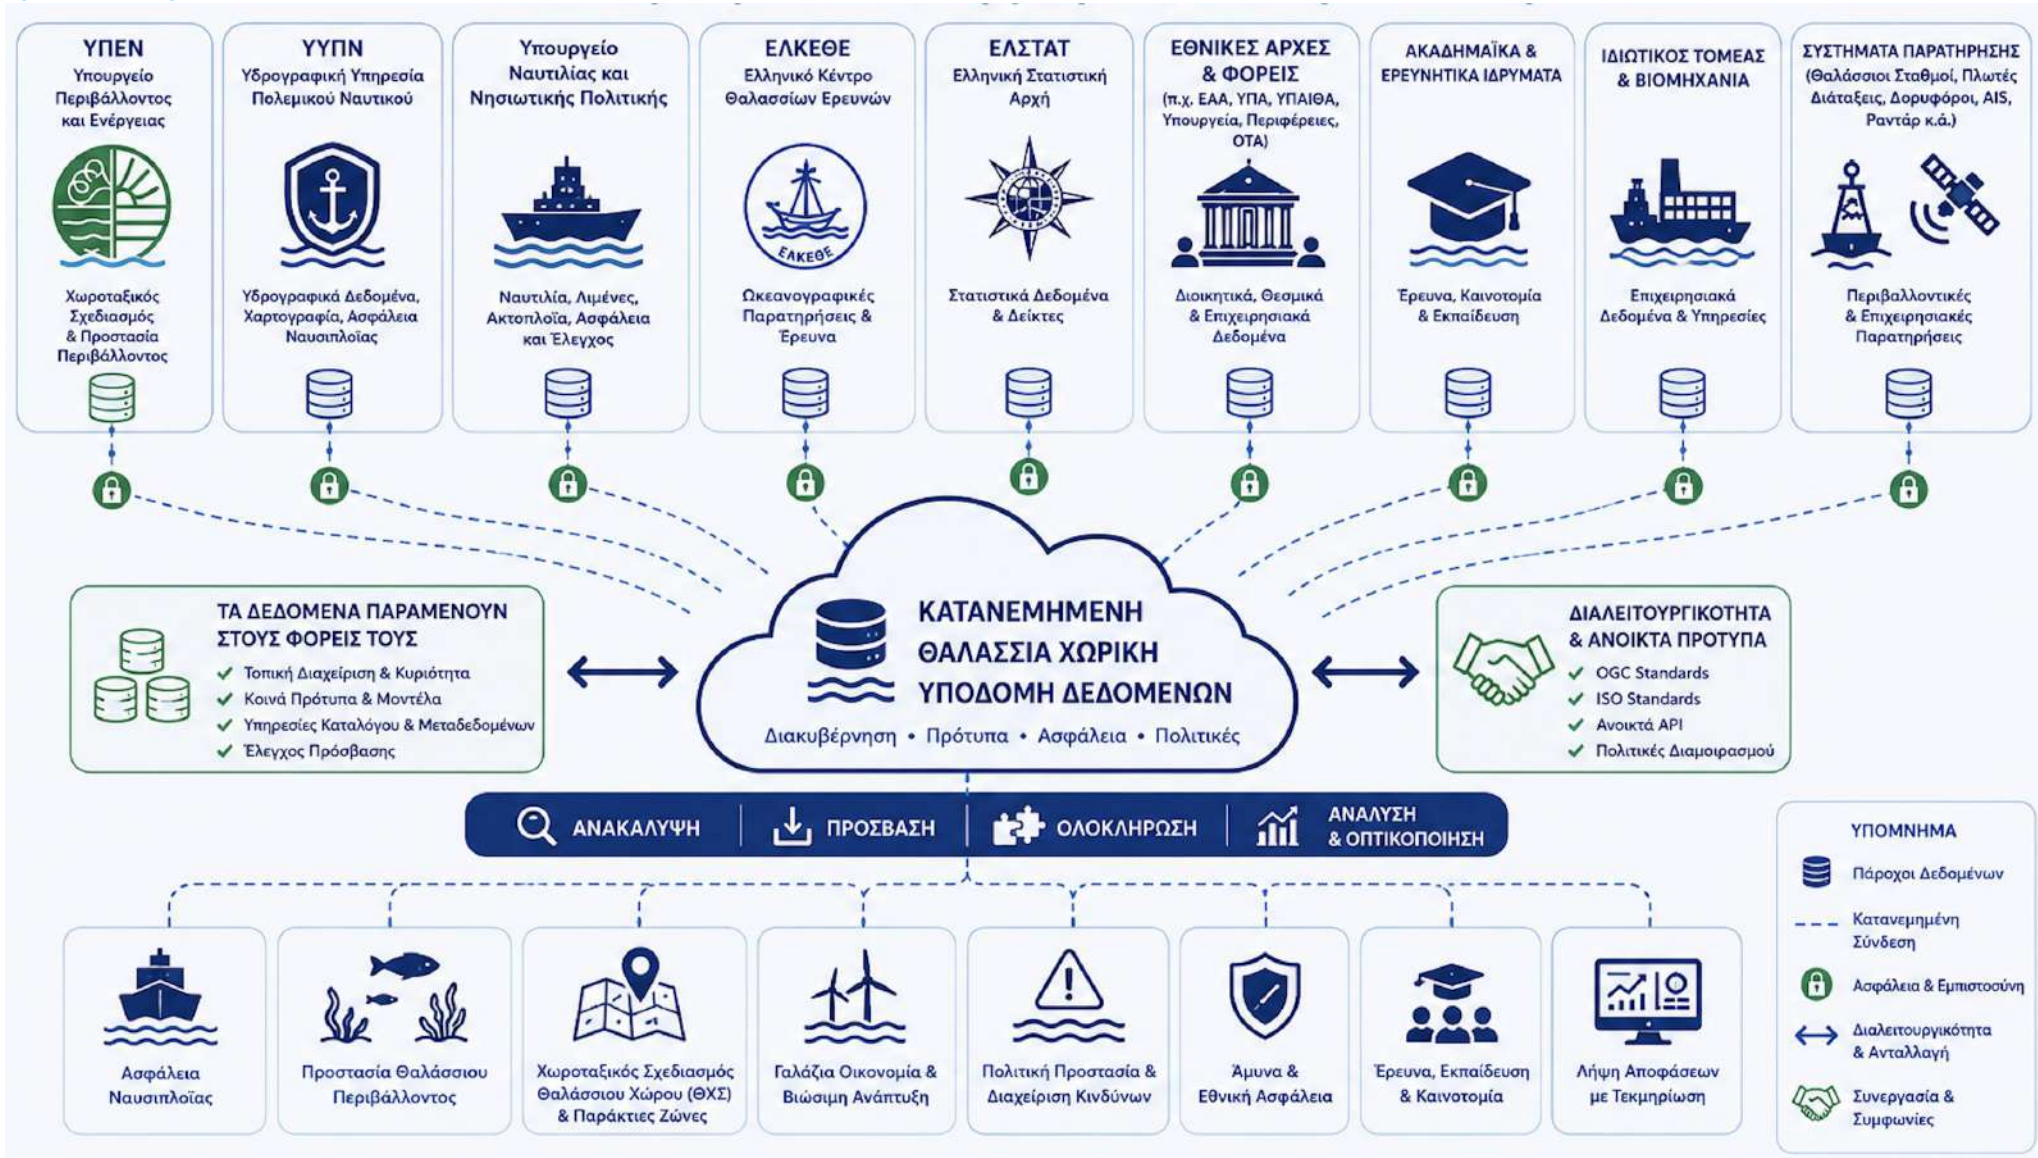 ΥΠΕΝ
Υπουργείο
Περιβάλλοντος
και Ενέργειας
Χωροταξικός
Σχεδιασμός
& Προστασία
Περιβάλλοντος
ΥΥΠΝ
Υδρογραφική Υπηρεσία
Πολεμικού Ναυτικού
Υδρογραφικά Δεδομένα,
Χαρτογραφία, Ασφάλεια
Ναυσιπλοΐας
Υπουργείο
Ναυτιλίας και
Νησιωτικής Πολιτικής
Ναυτιλία, Λιμένες,
Ακτοπλοΐα, Ασφάλεια
και Έλεγχος
ΕΛΚΕΘΕ
Ελληνικό Κέντρο
Θαλασσίων Ερευνών
ΕΛΚΕΘΕ
Ωκεανογραφικές
Παρατηρήσεις &
Έρευνα
ΕΛΣΤΑΤ
Ελληνική Στατιστική
Αρχή
Στατιστικά Δεδομένα
& Δείκτες
ΕΘΝΙΚΕΣ ΑΡΧΕΣ
& ΦΟΡΕΙΣ
(π.χ. ΕΑΑ, ΥΠΑ, ΥΠΑΙΘΑ,
Υπουργεία, Περιφέρειες,
ΟΤΑ)
Διοικητικά, Θεσμικά
& Επιχειρησιακά
Δεδομένα
ΑΚΑΔΗΜΑΪΚΑ &
ΕΡΕΥΝΗΤΙΚΑ ΙΔΡΥΜΑΤΑ
Έρευνα, Καινοτομία
& Εκπαίδευση
ΙΔΙΩΤΙΚΟΣ ΤΟΜΕΑΣ
& ΒΙΟΜΗΧΑΝΙΑ
Επιχειρησιακά
Δεδομένα & Υπηρεσίες
ΣΥΣΤΗΜΑΤΑ ΠΑΡΑΤΗΡΗΣΗΣ
(Θαλάσσιοι Σταθμοί, Πλωτές
Διάταξεις, Δορυφόροι, AIS,
Ραντάρ κ.ά.)
Περιβαλλοντικές
& Επιχειρησιακές
Παρατηρήσεις
ΤΑ ΔΕΔΟΜΕΝΑ ΠΑΡΑΜΕΝΟΥΝ
ΣΤΟΥΣ ΦΟΡΕΙΣ ΤΟΥΣ
✓ Τοπική Διαχείριση & Κυριότητα
✓ Κοινά Πρότυπα & Μοντέλα
✓ Υπηρεσίες Καταλόγου & Μεταδεδομένων
✓ Έλεγχος Πρόσβασης
ΚΑΤΑΝΕΜΗΜΕΝΗ
ΘΑΛΑΣΣΙΑ ΧΩΡΙΚΗ
ΥΠΟΔΟΜΗ ΔΕΔΟΜΕΝΩΝ
Διακυβέρνηση • Πρότυπα • Ασφάλεια • Πολιτικές
ΔΙΑΛΕΙΤΟΥΡΓΙΚΟΤΗΤΑ
& ΑΝΟΙΚΤΑ ΠΡΟΤΥΠΑ
✓ OGC Standards
✓ ISO Standards
✓ Ανοικτά API
✓ Πολιτικές Διαμοιρασμού
ΑΝΑΚΑΛΥΨΗ
ΠΡΟΣΒΑΣΗ
ΟΛΟΚΛΗΡΩΣΗ
ΑΝΑΛΥΣΗ
& ΟΠΤΙΚΟΠΟΙΗΣΗ
Ασφάλεια
Ναυσιπλοΐας
Προστασία Θαλάσσιου
Περιβάλλοντος
Χωροταξικός Σχεδιασμός
Θαλάσσιου Χώρου (ΘΧΣ)
& Παράκτιες Ζώνες
Γαλάζια Οικονομία &
Βιώσιμη Ανάπτυξη
Πολιτική Προστασία &
Διαχείριση Κινδύνων
Άμυνα &
Εθνική Ασφάλεια
Έρευνα, Εκπαίδευση
& Καινοτομία
Λήψη Αποφάσεων
με Τεκμηρίωση
ΥΠΟΜΝΗΜΑ
Πάροχοι Δεδομένων
Κατανεμημένη
Σύνδεση
Ασφάλεια & Εμπιστοσύνη
Διαλειτουργικότητα
& Ανταλλαγή
Συνεργασία &
Συμφωνίες